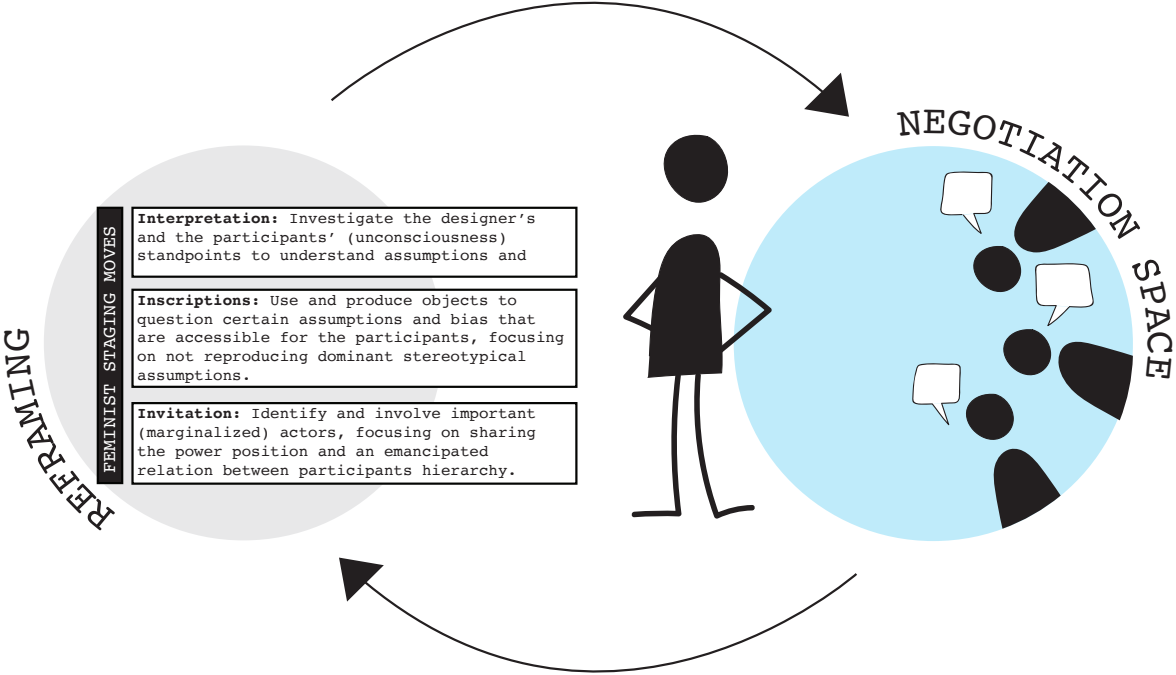 NEGOTIATION SPACE
REFRAMING
FEMINIST STAGING MOVES
Interpretation: Investigate the designer’s
and the participants’ (unconsciousness)
standpoints to understand assumptions and
Inscriptions: Use and produce objects to
question certain assumptions and bias that
are accessible for the participants, focusing
on not reproducing dominant stereotypical
assumptions.
Invitation: Identify and involve important
(marginalized) actors, focusing on sharing
the power position and an emancipated
relation between participants hierarchy.